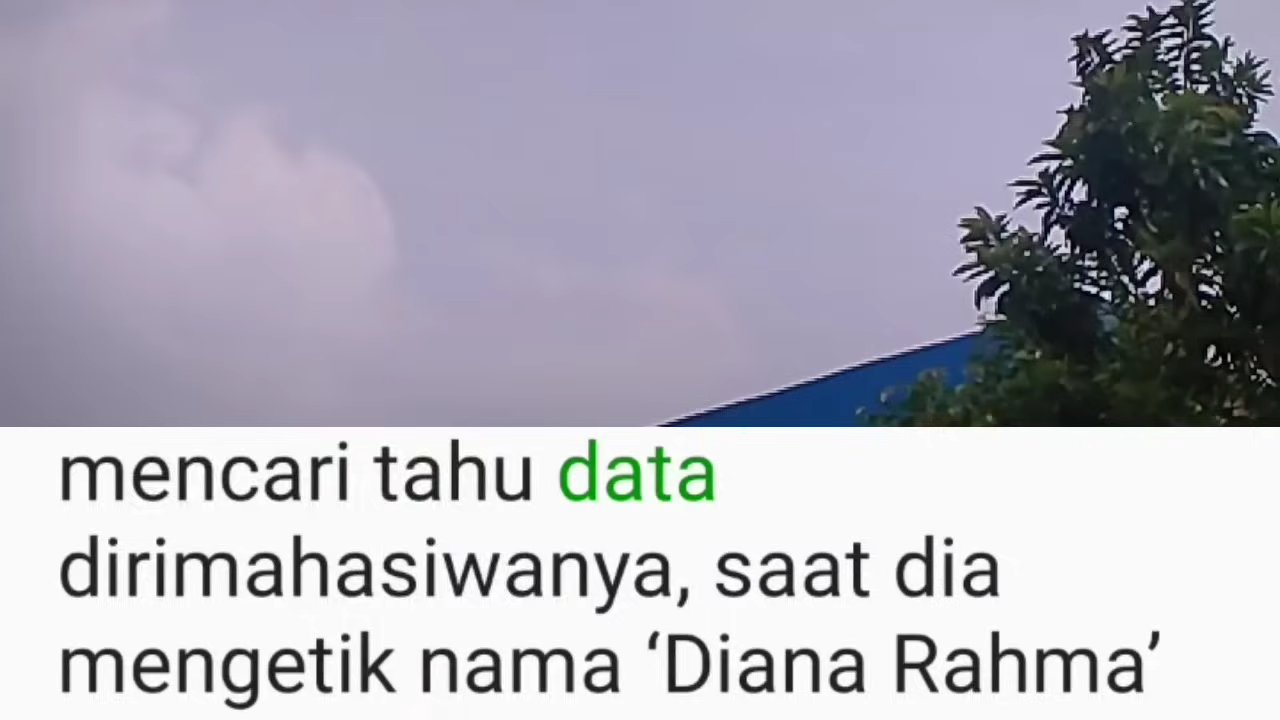 mencari tahu data
dirimahasiwanya, saat dia
mengetik nama ‘Diana Rahma’